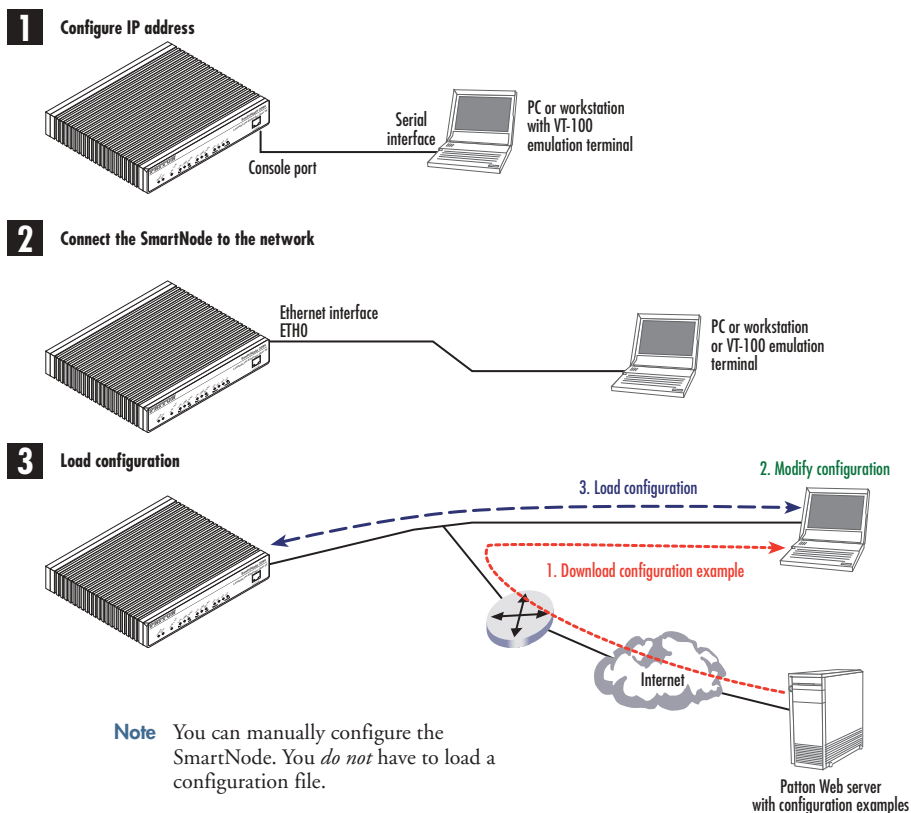 1 Configure IP address
Serial
interface
PC or workstation
with VT-100
emulation terminal
Console port
2 Connect the SmartNode to the network
Ethernet interface
ETH0
PC or workstation
or VT-100 emulation
terminal
3 Load configuration
2. Modify configuration
3. Load configuration
1. Download configuration example
Internet
Note You can manually configure the
SmartNode. You do not have to load a
configuration file.
Patton Web server
with configuration examples